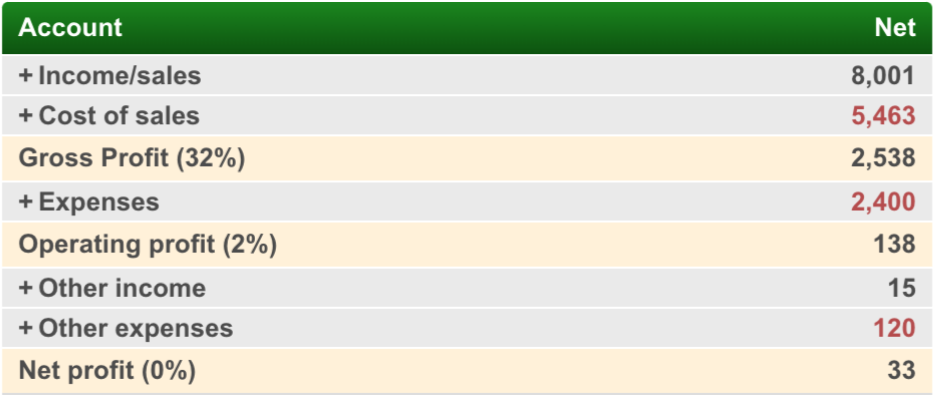 Account Net
+ Income/sales 8,001
+ Cost of sales 5,463
Gross Profit (32%) 2,538
+ Expenses 2,400
Operating profit (2%) 138
+ Other income 15
+ Other expenses 120
Net profit (0%) 33